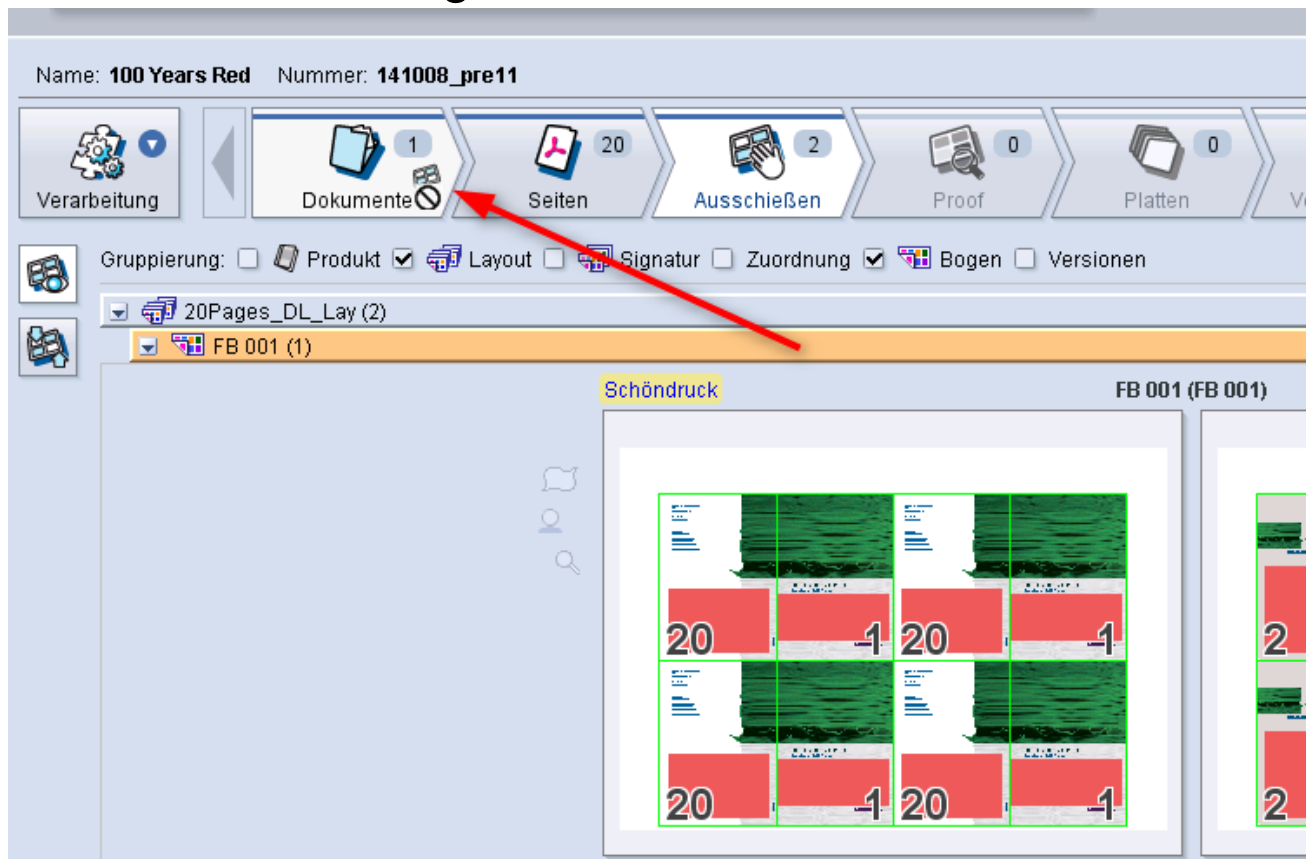 Name: 100 Years Red Nummer: 141008_pre11
Verarbeitung
1
Dokumente
20
Seiten
2
Ausschießen
0
Proof
0
Platten
Gruppierung: Produkt Layout Signatur Zuordnung Bogen Versionen
20Pages_DL_Lay (2)
FB 001 (1)
Schöndruck FB 001 (FB 001)
20 1 20 1 2
20 1 20 1 2